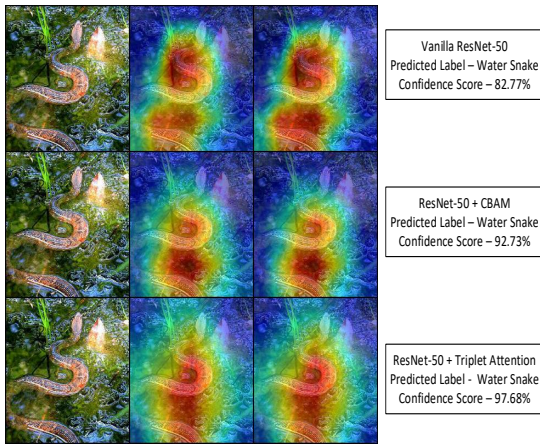 Vanilla ResNet-50
Predicted Label – Water Snake
Confidence Score – 82.77%
ResNet-50 + CBAM
Predicted Label – Water Snake
Confidence Score – 92.73%
ResNet-50 + Triplet Attention
Predicted Label - Water Snake
Confidence Score – 97.68%